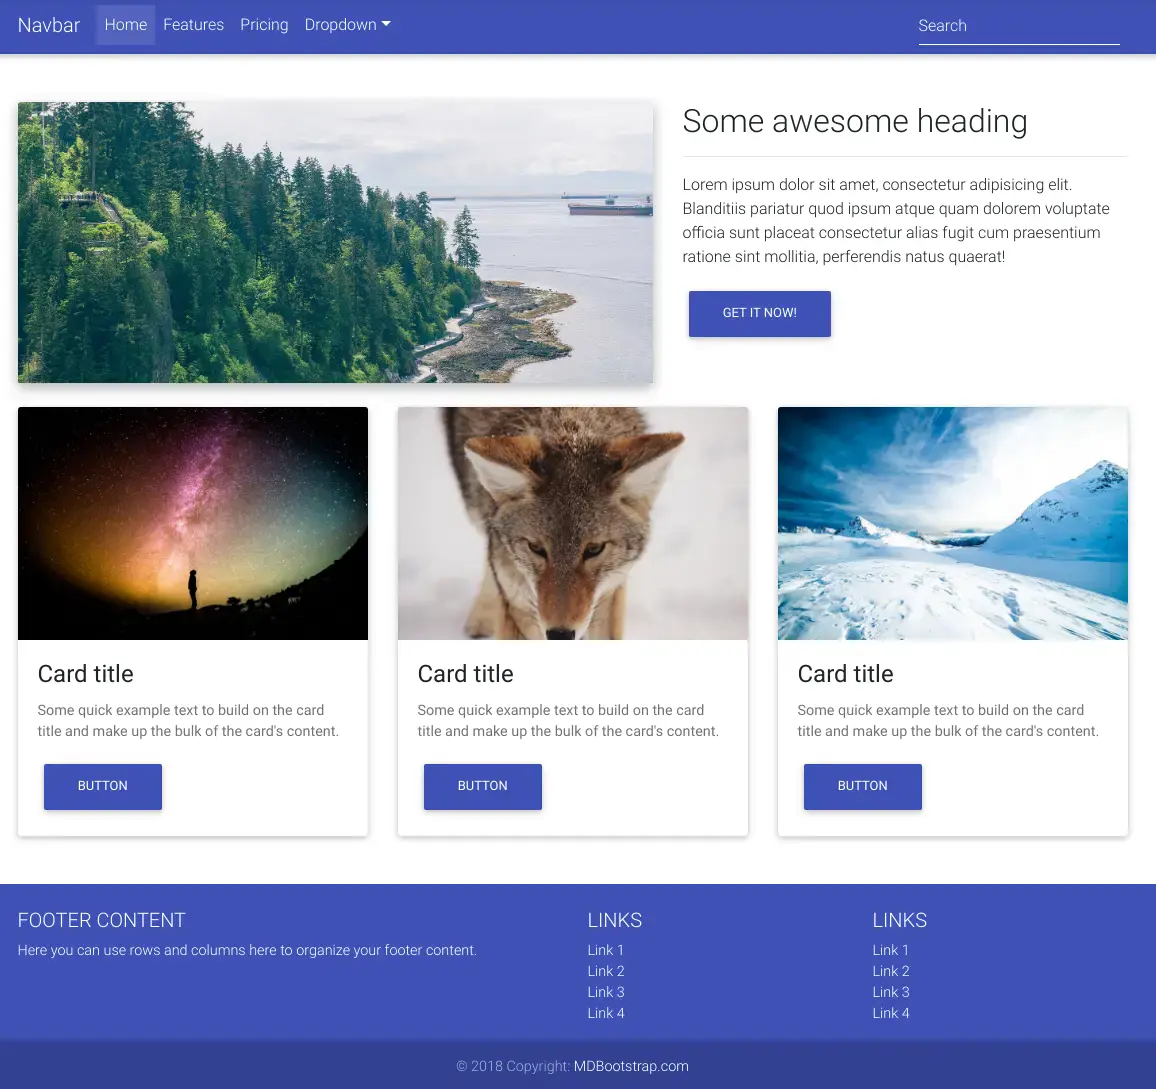 Navbar Home Features Pricing Dropdown Search
Some awesome heading
Lorem ipsum dolor sit amet, consectetur adipisicing elit.
Blanditiis pariatur quod ipsum atque quam dolorem voluptate
officia sunt placeat consectetur alias fugit cum praesentium
ratione sint mollitia, perferendis natus quaerat!
GET IT NOW!
Card title
Some quick example text to build on the card
title and make up the bulk of the card's content.
BUTTON
Card title
Some quick example text to build on the card
title and make up the bulk of the card's content.
BUTTON
Card title
Some quick example text to build on the card
title and make up the bulk of the card's content.
BUTTON
FOOTER CONTENT
Here you can use rows and columns here to organize your footer content.
LINKS
Link 1
Link 2
Link 3
Link 4
LINKS
Link 1
Link 2
Link 3
Link 4
© 2018 Copyright: MDBootstrap.com